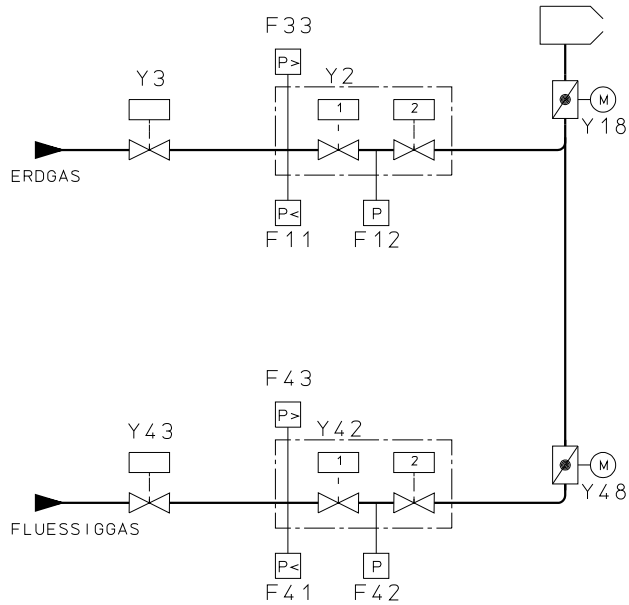 F33
P>
Y3
Y2
1
2
M
Y18
ERDGAS
P<
P
F11
F12
F43
P>
Y43
Y42
1
2
M
Y48
FLUESSIGGAS
P<
P
F41
F42